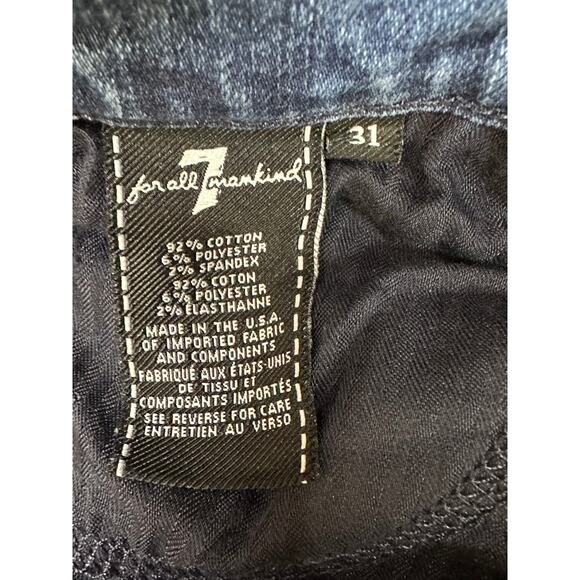 31
for all 7 mankind
92% COTTON
6% POLYESTER
2% SPANDEX
92% COTON
6% POLYESTER
2% ELASTHANNE
MADE IN THE U.S.A.
OF IMPORTED FABRIC
AND COMPONENTS
FABRIQUÉ AUX ÉTATS-UNIS
DE TISSU ET
COMPOSANTS IMPORTÉS
SEE REVERSE FOR CARE
ENTRETIEN AU VERSO